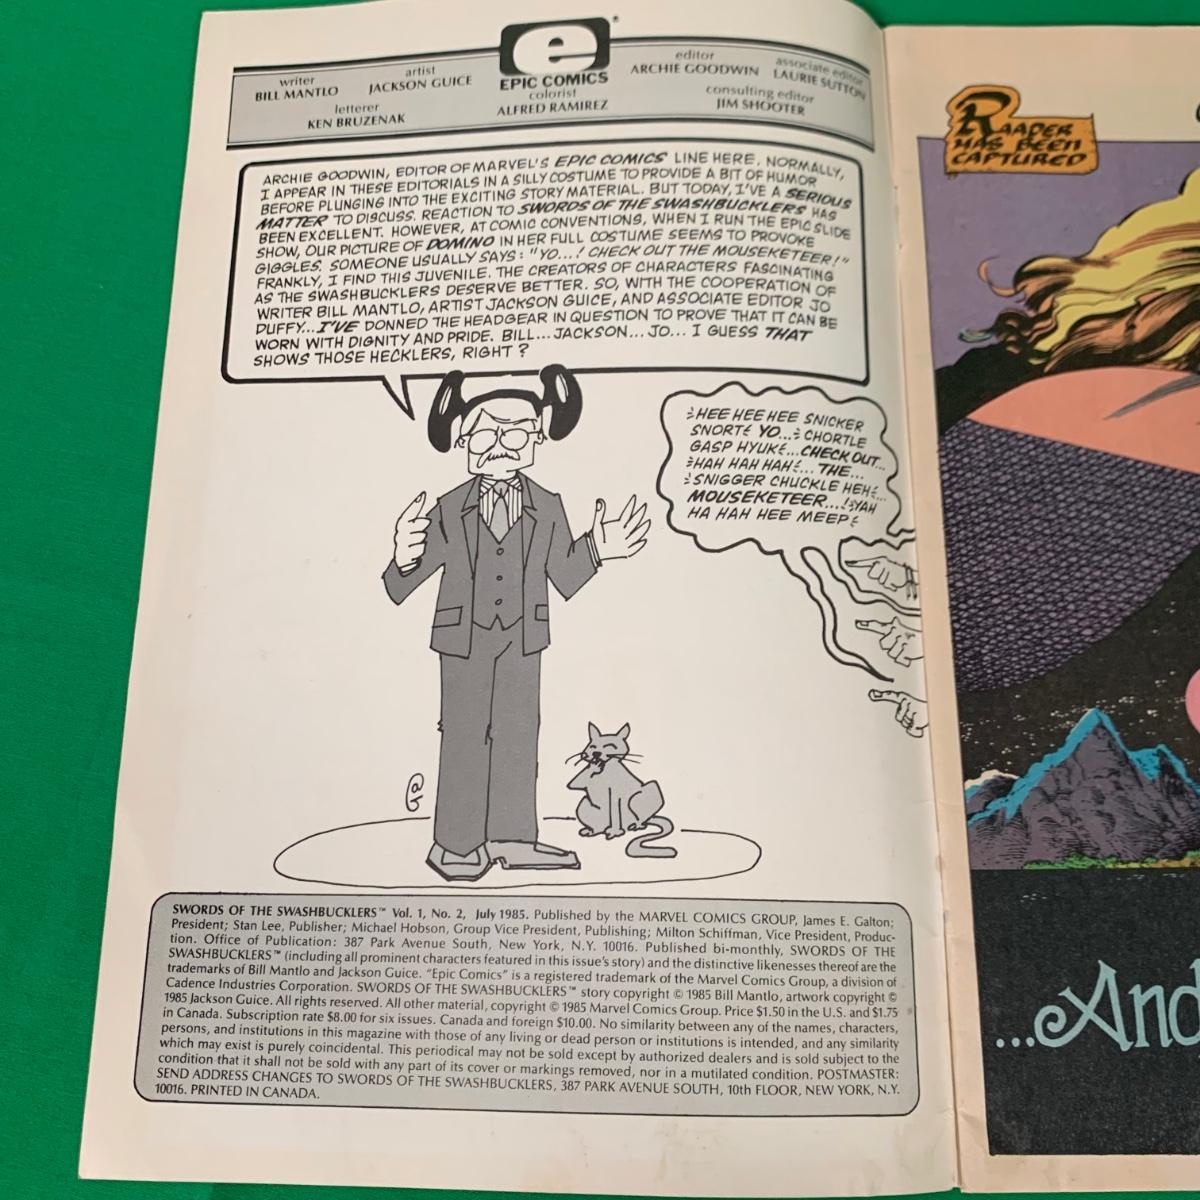 e
EPIC COMICS
writer
BILL MANTLO
artist
JACKSON GUICE
letterer
KEN BRUZENAK
colorist
ALFRED RAMIREZ
editor
ARCHIE GOODWIN
associate editor
LAURIE SUTTON
consulting editor
JIM SHOOTER
ARCHIE GOODWIN, EDITOR OF MARVEL'S EPIC COMICS LINE HERE. NORMALLY,
I APPEAR IN THESE EDITORIALS IN A SILLY COSTUME TO PROVIDE A BIT OF HUMOR
BEFORE PLUNGING INTO THE EXCITING STORY MATERIAL. BUT TODAY, I'VE A SERIOUS
MATTER TO DISCUSS. REACTION TO SWORDS OF THE SWASHBUCKLERS HAS
BEEN EXCELLENT. HOWEVER, AT COMIC CONVENTIONS, WHEN I RUN THE EPIC SLIDE
SHOW, OUR PICTURE OF DOMINO IN HER FULL COSTUME SEEMS TO PROVOKE
GIGGLES. SOMEONE USUALLY SAYS: "YO...! CHECK OUT THE MOUSEKETEER!"
FRANKLY, I FIND THIS JUVENILE. THE CREATORS OF CHARACTERS FASCINATING
AS THE SWASHBUCKLERS DESERVE BETTER. SO, WITH THE COOPERATION OF
WRITER BILL MANTLO, ARTIST JACKSON GUICE, AND ASSOCIATE EDITOR JO
DUFFY... I'VE DONNED THE HEADGEAR IN QUESTION TO PROVE THAT IT CAN BE
WORN WITH DIGNITY AND PRIDE. BILL... JACKSON... JO... I GUESS THAT
SHOWS THOSE HECKLERS, RIGHT?
HEE HEE HEE SNICKER
SNORT YO... CHORTLE
GASP HYUK... CHECK OUT...
HAH HAH HAH... THE...
SNIGGER CHUCKLE HEH...
MOUSEKETEER...! YAH
HA HAH HEE MEEP
SWORDS OF THE SWASHBUCKLERS™ Vol. 1, No. 2, July 1985. Published by the MARVEL COMICS GROUP, James E. Galton;
President; Stan Lee, Publisher; Michael Hobson, Group Vice President, Publishing; Milton Schiffman, Vice President, Produc-
tion. Office of Publication: 387 Park Avenue South, New York, N.Y. 10016. Published bi-monthly, SWORDS OF THE
SWASHBUCKLERS™ (including all prominent characters featured in this issue's story) and the distinctive likenesses thereof are the
trademarks of Bill Mantlo and Jackson Guice. "Epic Comics" is a registered trademark of the Marvel Comics Group, a division of
Cadence Industries Corporation. SWORDS OF THE SWASHBUCKLERS™ story copyright © 1985 Bill Mantlo, artwork copyright ©
1985 Jackson Guice. All rights reserved. All other material, copyright © 1985 Marvel Comics Group. Price $1.50 in the U.S. and $1.75
in Canada. Subscription rate $8.00 for six issues. Canada and foreign $10.00. No similarity between any of the names, characters,
persons, and institutions in this magazine with those of any living or dead person or institutions is intended, and any similarity
which may exist is purely coincidental. This periodical may not be sold except by authorized dealers and is sold subject to the
condition that it shall not be sold with any part of its cover or markings removed, nor in a mutilated condition. POSTMASTER:
SEND ADDRESS CHANGES TO SWORDS OF THE SWASHBUCKLERS, 387 PARK AVENUE SOUTH, 10th FLOOR, NEW YORK, N.Y.
10016. PRINTED IN CANADA.
RAADER
HAS BEEN
CAPTURED
...And